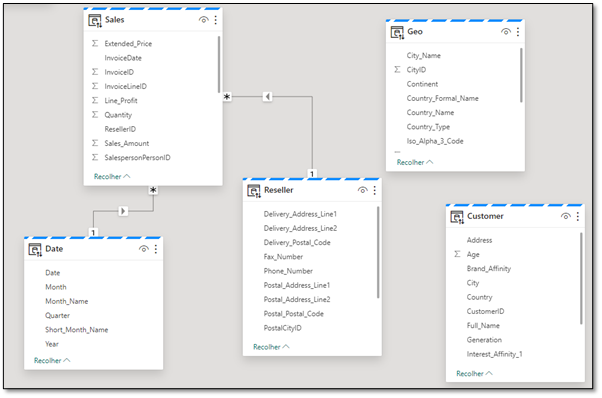 Sales
Extended_Price
InvoiceDate
InvoiceID
InvoiceLineID
Line_Profit
Quantity
ResellerID
Sales_Amount
SalespersonPersonID
Recolher
*
*
1
1
Geo
City_Name
CityID
Continent
Country_Formal_Name
Country_Name
Country_Type
Iso_Alpha_3_Code
Recolher
Reseller
Delivery_Address_Line1
Delivery_Address_Line2
Delivery_Postal_Code
Fax_Number
Phone_Number
Postal_Address_Line1
Postal_Address_Line2
Postal_Postal_Code
PostalCityID
Recolher
Customer
Address
Age
Brand_Affinity
City
Country
CustomerID
Full_Name
Generation
Interest_Affinity_1
Recolher
Date
Date
Month
Month_Name
Quarter
Short_Month_Name
Year
Recolher